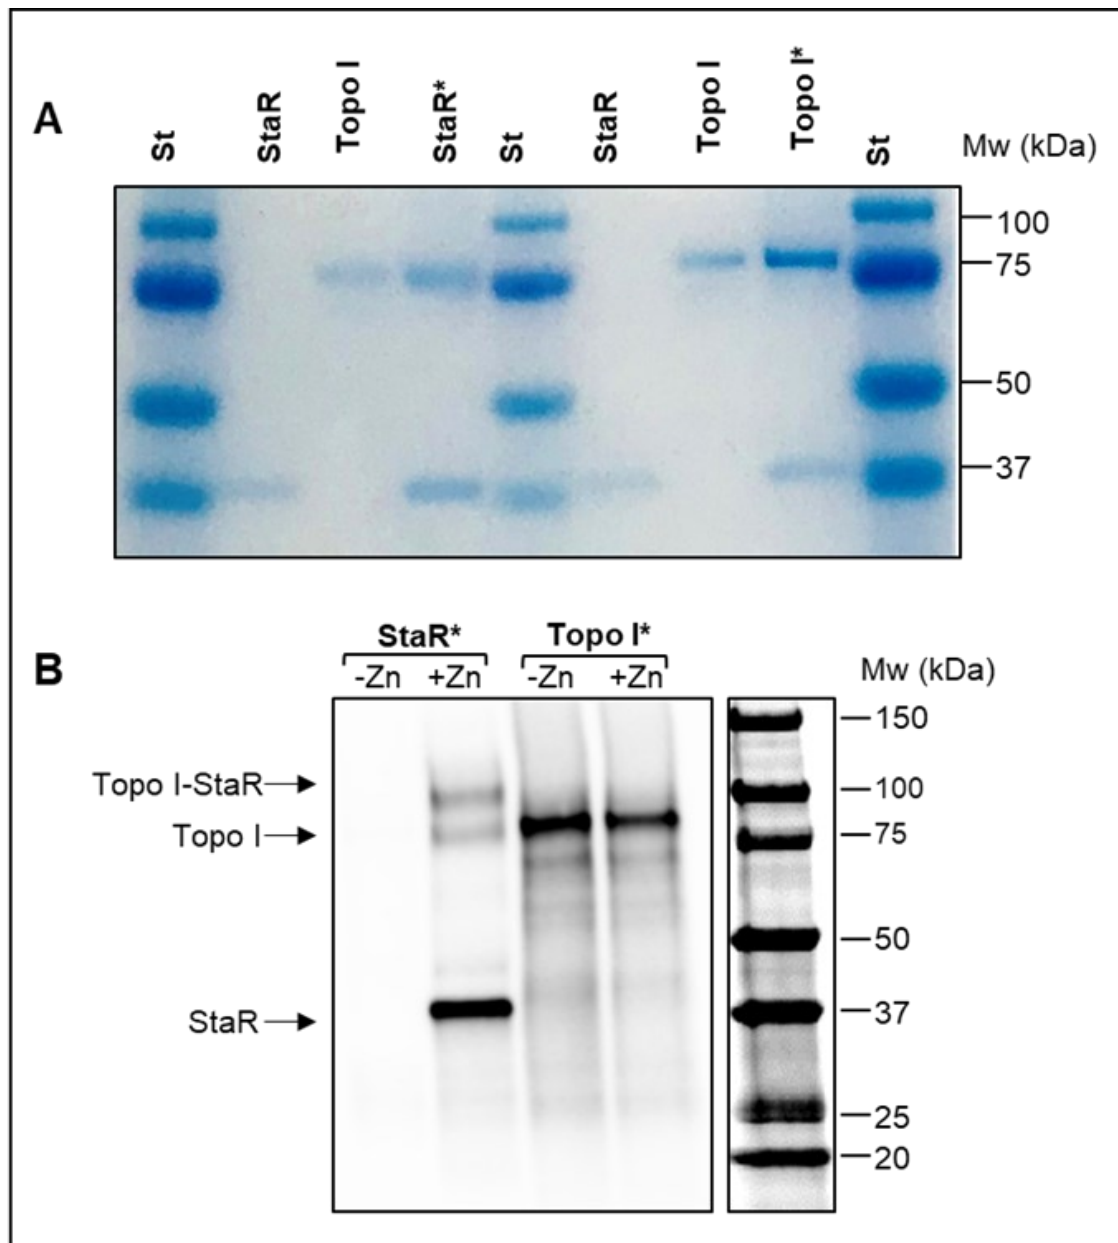 A
St
StaR
Topo I
StaR*
St
StaR
Topo I
Topo I*
St
Mw (kDa)
100
75
50
37
B
StaR*
Topo I*
-Zn
+Zn
-Zn
+Zn
Mw (kDa)
150
100
75
50
37
25
20
Topo I-StaR
Topo I
StaR